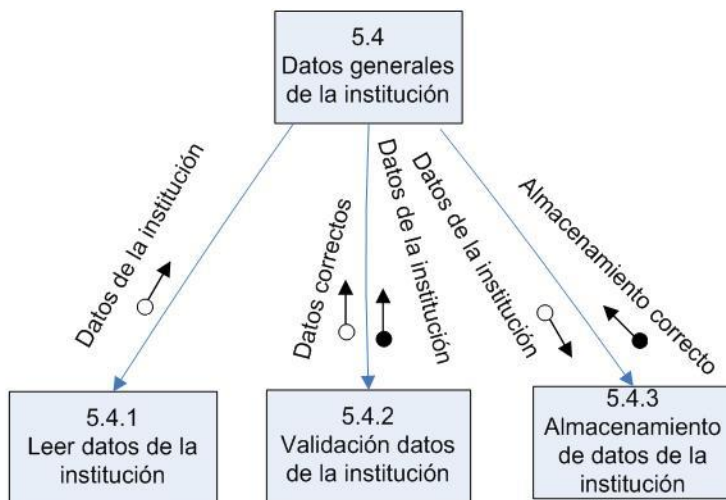 5.4
Datos generales
de la institución
Datos de la institución
Datos correctos
Datos de la institución
Datos de la institución
Almacenamiento correcto
5.4.1
Leer datos de la
institución
5.4.2
Validación datos
de la institución
5.4.3
Almacenamiento
de datos de la
institución